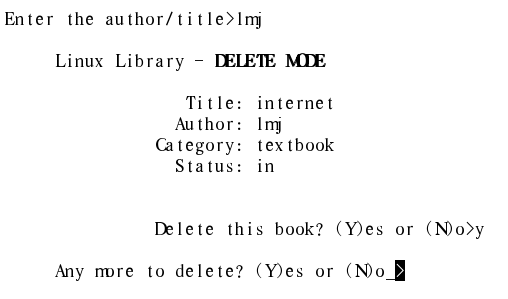 Enter the author/title>lmj
Linux Library - DELETE MODE
Title: internet
Author: lmj
Category: textbook
Status: in
Delete this book? (Y)es or (N)o>y
Any more to delete? (Y)es or (N)o_>